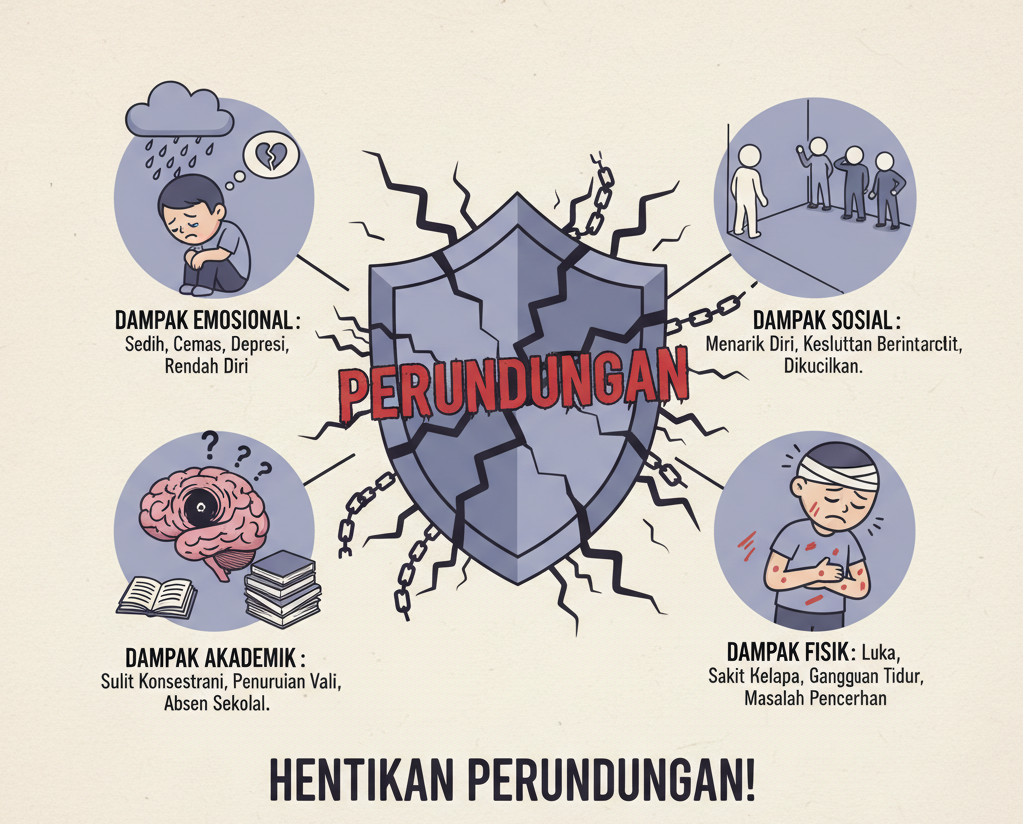 DAMPAK EMOSIONAL:
Sedih, Cemas, Depresi,
Rendah Diri
DAMPAK SOSIAL:
Menarik Diri, Kesluttan Berintarclit,
Dikucilkan.
PERUNDUNGAN
? ? ?
DAMPAK AKADEMIK:
Sulit Konsestrani, Penuruian Vali,
Absen Sekolal.
DAMPAK FISIK: Luka,
Sakit Kelapa, Gangguan Tidur,
Masalah Pencerhan
HENTIKAN PERUNDUNGAN!